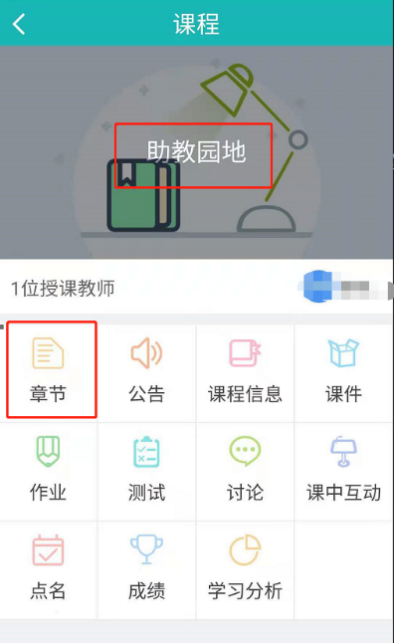 课程
助教园地
1位授课教师
章节
公告
课程信息
课件
作业
测试
讨论
课中互动
点名
成绩
学习分析